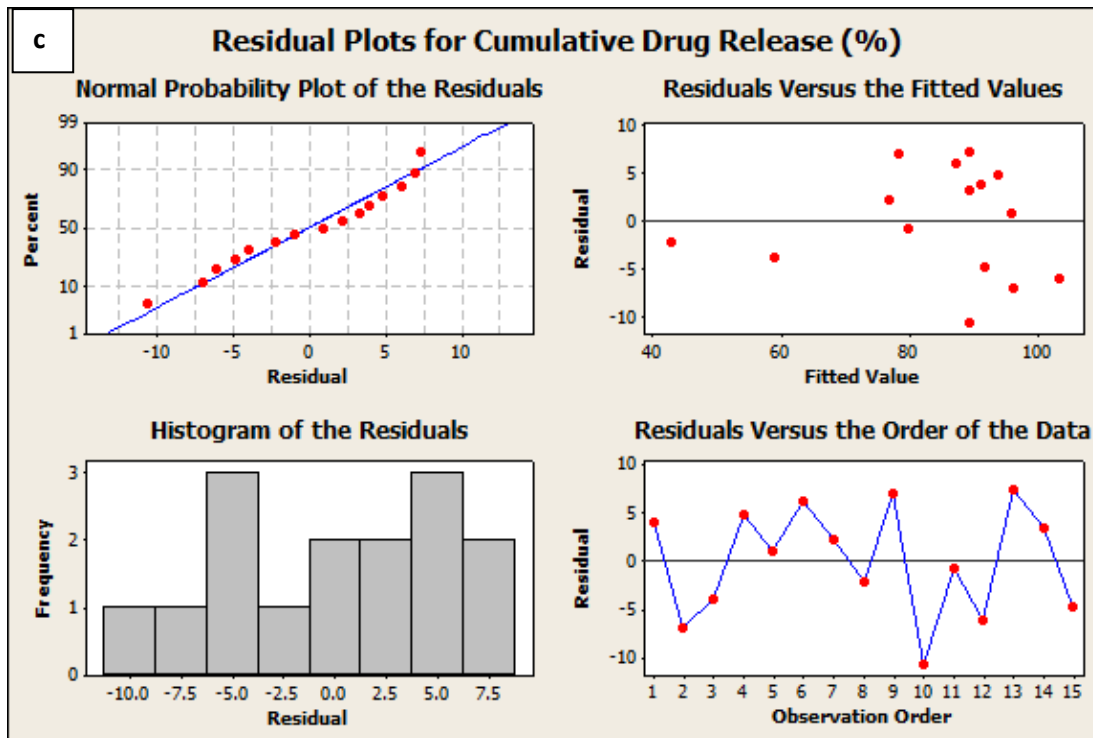 c
Residual Plots for Cumulative Drug Release (%)
Normal Probability Plot of the Residuals
Percent
99
90
50
10
1
-10 -5 0 5 10
Residual
Residuals Versus the Fitted Values
Residual
10
5
0
-5
-10
40 60 80 100
Fitted Value
Histogram of the Residuals
Frequency
3
2
1
0
-10.0 -7.5 -5.0 -2.5 0.0 2.5 5.0 7.5
Residual
Residuals Versus the Order of the Data
Residual
10
5
0
-5
-10
1 2 3 4 5 6 7 8 9 10 11 12 13 14 15
Observation Order